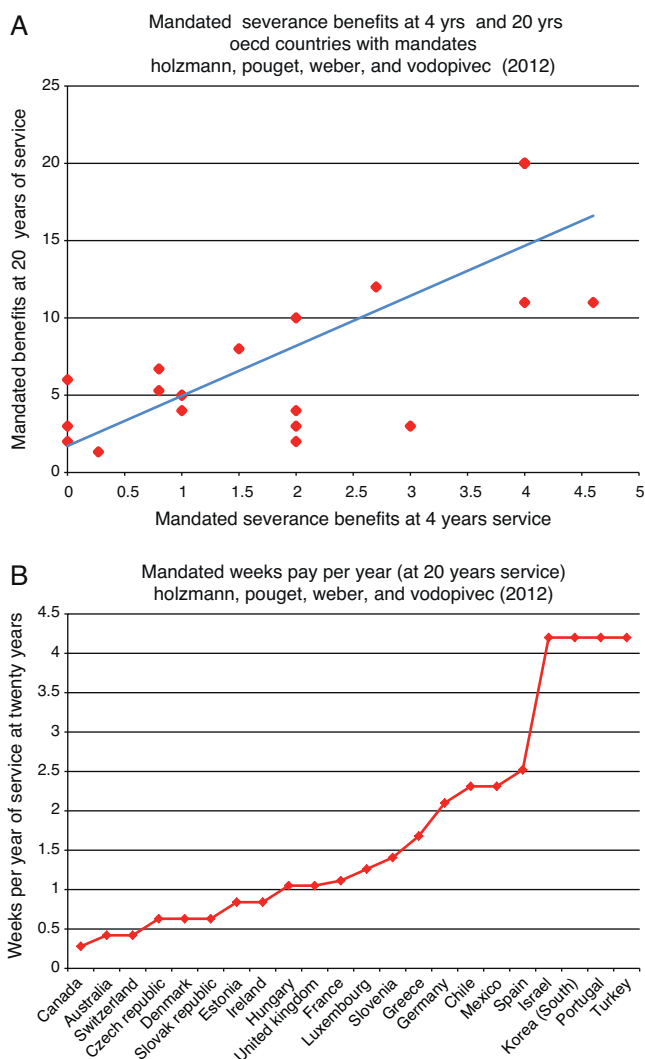 A
Mandated severance benefits at 4 yrs and 20 yrs
oecd countries with mandates
holzmann, pouget, weber, and vodopivec (2012)
Mandated benefits at 20 years of service
25
20
15
10
5
0
0 0.5 1 1.5 2 2.5 3 3.5 4 4.5 5
Mandated severance benefits at 4 years service
B
Mandated weeks pay per year (at 20 years service)
holzmann, pouget, weber, and vodopivec (2012)
Weeks per year of service at twenty years
4.5
4
3.5
3
2.5
2
1.5
1
0.5
0
Canada
Australia
Switzerland
Czech republic
Denmark
Slovak republic
Estonia
Ireland
Hungary
United kingdom
France
Luxembourg
Slovenia
Greece
Germany
Chile
Mexico
Spain
Israel
Korea (South)
Portugal
Turkey